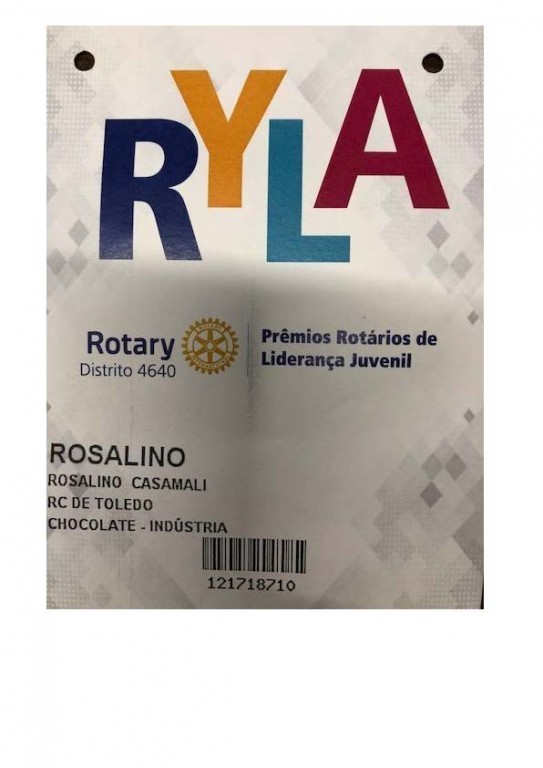 RYLA
Rotary
Distrito 4640
Prêmios Rotários de
Liderança Juvenil
ROSALINO
ROSALINO CASAMALI
RC DE TOLEDO
CHOCOLATE - INDÚSTRIA
121718710